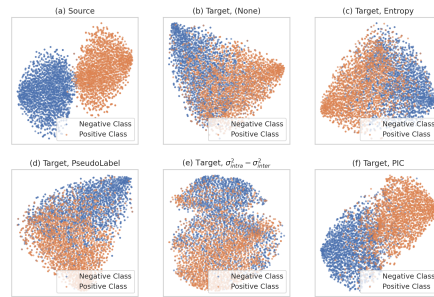 (a) Source
(b) Target, (None)
(c) Target, Entropy
Negative Class
Positive Class
Negative Class
Positive Class
Negative Class
Positive Class
(d) Target, PseudoLabel
(e) Target, σ²intra − σ²inter
(f) Target, PIC
Negative Class
Positive Class
Negative Class
Positive Class
Negative Class
Positive Class